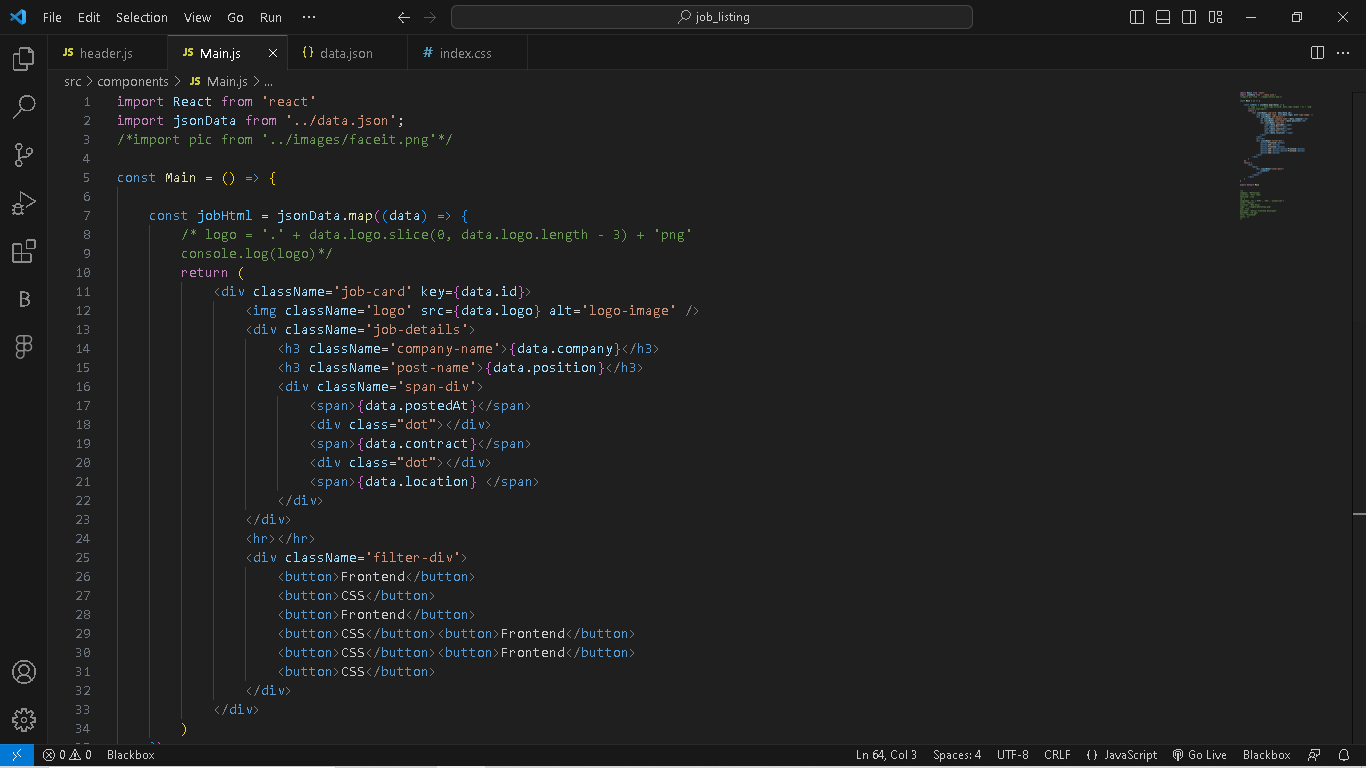 File Edit Selection View Go Run ··· job_listing
JS header.js JS Main.js {} data.json # index.css
src > components > JS Main.js > ...
1 import React from 'react'
2 import jsonData from '../data.json';
3 /*import pic from '../images/faceit.png'*/
4
5 const Main = () => {
6
7 const jobHtml = jsonData.map((data) => {
8 /* logo = '.' + data.logo.slice(0, data.logo.length - 3) + 'png'
9 console.log(logo)*/
10 return (
11 <div className='job-card' key={data.id}>
12 <img className='logo' src={data.logo} alt='logo-image' />
13 <div className='job-details'>
14 <h3 className='company-name'>{data.company}</h3>
15 <h3 className='post-name'>{data.position}</h3>
16 <div className='span-div'>
17 <span>{data.postedAt}</span>
18 <div class="dot"></div>
19 <span>{data.contract}</span>
20 <div class="dot"></div>
21 <span>{data.location} </span>
22 </div>
23 </div>
24 <hr></hr>
25 <div className='filter-div'>
26 <button>Frontend</button>
27 <button>CSS</button>
28 <button>Frontend</button>
29 <button>CSS</button><button>Frontend</button>
30 <button>CSS</button><button>Frontend</button>
31 <button>CSS</button>
32 </div>
33 </div>
34 )
0 0 Blackbox Ln 64, Col 3 Spaces: 4 UTF-8 CRLF {} JavaScript Go Live Blackbox